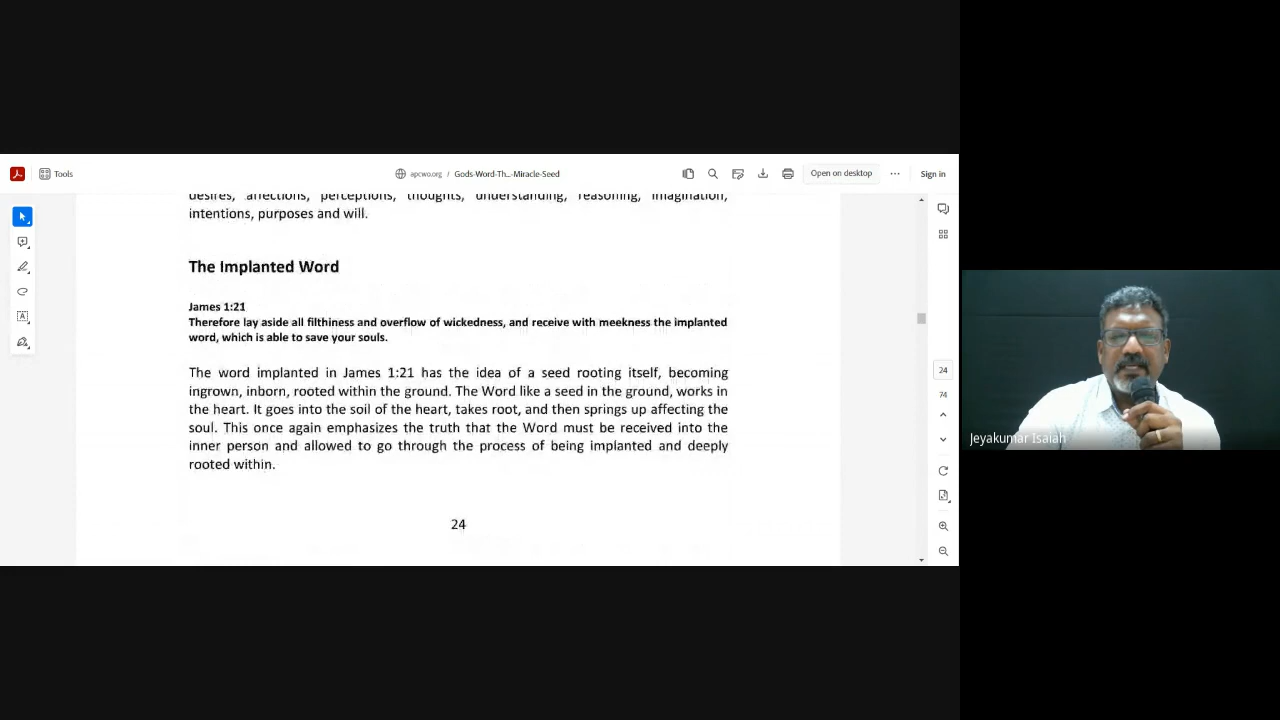 Tools
apcwo.org / Gods-Word-Th...-Miracle-Seed
Open on desktop
Sign in
desires, affections, perceptions, thoughts, understanding, reasoning, imagination,
intentions, purposes and will.
The Implanted Word
James 1:21
Therefore lay aside all filthiness and overflow of wickedness, and receive with meekness the implanted
word, which is able to save your souls.
The word implanted in James 1:21 has the idea of a seed rooting itself, becoming
ingrown, inborn, rooted within the ground. The Word like a seed in the ground, works in
the heart. It goes into the soil of the heart, takes root, and then springs up affecting the
soul. This once again emphasizes the truth that the Word must be received into the
inner person and allowed to go through the process of being implanted and deeply
rooted within.
24
24
74
Jeyakumar Isaiah